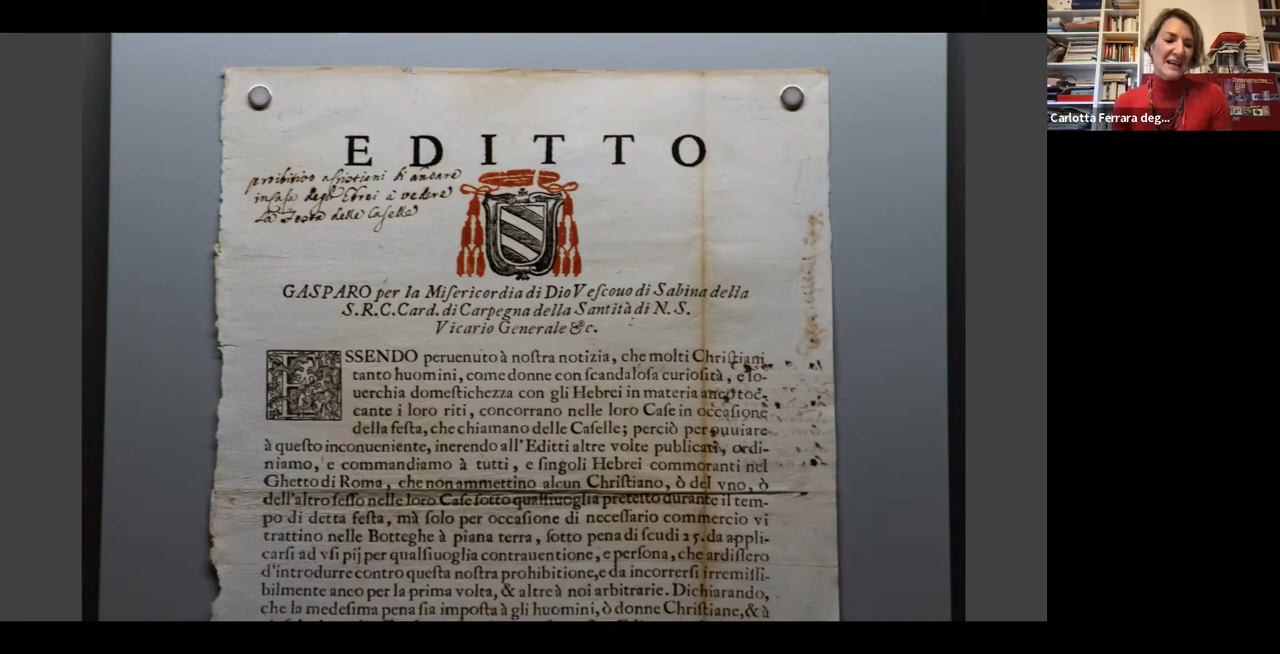 EDITTO
proibitivo a Cristiani di andare
in casa degli Ebrei à vedere
La festa delle Caselle
GASPARO per la Miſericordia di Dio Veſcouo di Sabina della
S.R.C.Card. di Carpegna della Santità di N. S.
Vicario Generale &c.
ESSENDO peruenuto à noſtra notizia, che molti Chriſtiani
tanto huomini, come donne con ſcandaloſa curioſità, e ſo-
uerchia domeſtichezza con gli Hebrei in materia anco toc-
cante i loro riti, concorrano nelle loro Caſe in occaſione
della feſta, che chiamano delle Caſelle; perciò per ouuiare
à queſto inconueniente, inerendo all'Editti altre volte publicati, ordi-
niamo, e commandiamo à tutti, e ſingoli Hebrei commoranti nel
Ghetto di Roma, che non ammettino alcun Chriſtiano, ò del vno, ò
dell'altro ſeſſo nelle loro Caſe ſotto qualſiuoglia preteſto durante il tem-
po di detta feſta, mà ſolo per occaſione di neceſſario commercio vi
trattino nelle Botteghe à piana terra, ſotto pena di ſcudi 25. da appli-
carſi ad vſi pij per qualſiuoglia contrauentione, e perſona, che ardiſſero
d'introdurre contro queſta noſtra prohibitione, e da incorrerſi irremiſſi-
bilmente anco per la prima volta, & altre à noi arbitrarie. Dichiarando,
che la medeſima pena ſia impoſta à gli huomini, ò donne Chriſtiane, & à
Carlotta Ferrara deg...